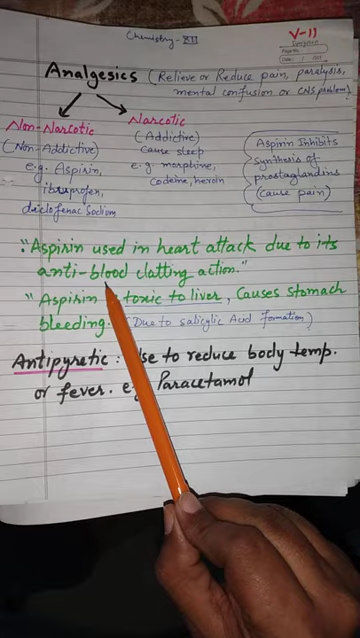 Chemistry-XII
V-11
Analgesics (Relieve or Reduce pain, paralysis,
mental confusion or CNS problem)
Non-Narcotic
(Non-Addictive)
e.g. Aspirin,
ibuprofen,
diclofenac Sodium
Narcotic
(Addictive)
cause sleep
e.g. morphine,
codeine, heroin
Aspirin Inhibits
Synthesis of
prostaglandins
(cause pain)
"Aspirin used in heart attack due to its
anti-blood clatting action."
"Aspirin toxic to liver, Causes stomach
bleeding. (Due to salicylic Acid formation)
Antipyretic : Use to reduce body temp.
or fever. e.g Paracetamol